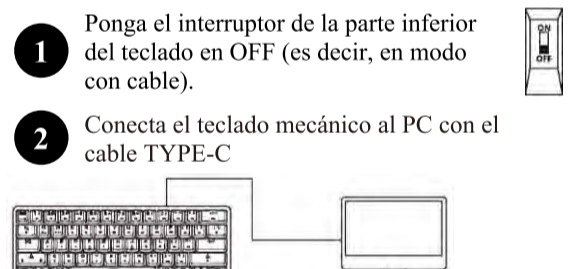 1
Ponga el interruptor de la parte inferior
del teclado en OFF (es decir, en modo
con cable).
ON
OFF
2
Conecta el teclado mecánico al PC con el
cable TYPE-C